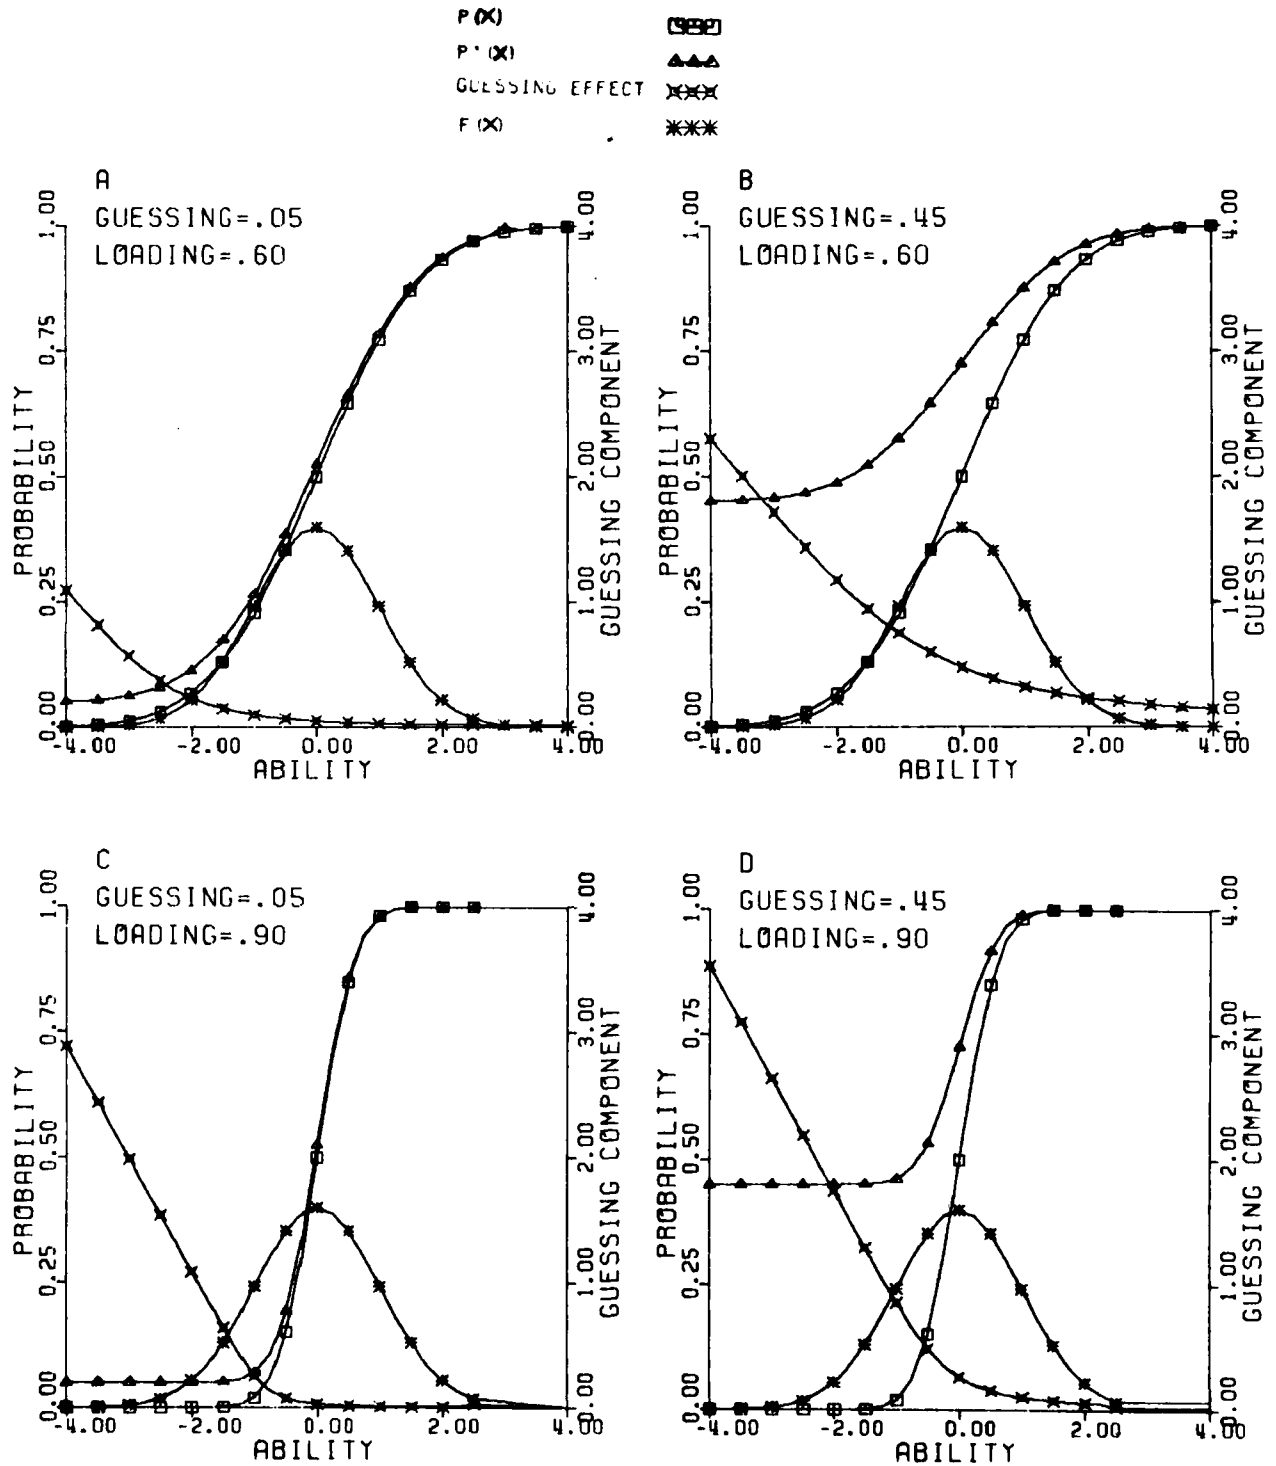 P(X)
P'(X)
GUESSING EFFECT
F(X)
A
GUESSING=.05
LOADING=.60
1.00
0.75
0.50
0.25
0.00
PROBABILITY
4.00
3.00
2.00
1.00
0.00
GUESSING COMPONENT
-4.00 -2.00 0.00 2.00 4.00
ABILITY
B
GUESSING=.45
LOADING=.60
1.00
0.75
0.50
0.25
0.00
PROBABILITY
4.00
3.00
2.00
1.00
0.00
GUESSING COMPONENT
-4.00 -2.00 0.00 2.00 4.00
ABILITY
C
GUESSING=.05
LOADING=.90
1.00
0.75
0.50
0.25
0.00
PROBABILITY
4.00
3.00
2.00
1.00
0.00
GUESSING COMPONENT
-4.00 -2.00 0.00 2.00 4.00
ABILITY
D
GUESSING=.45
LOADING=.90
1.00
0.75
0.50
0.25
0.00
PROBABILITY
4.00
3.00
2.00
1.00
0.00
GUESSING COMPONENT
-4.00 -2.00 0.00 2.00 4.00
ABILITY